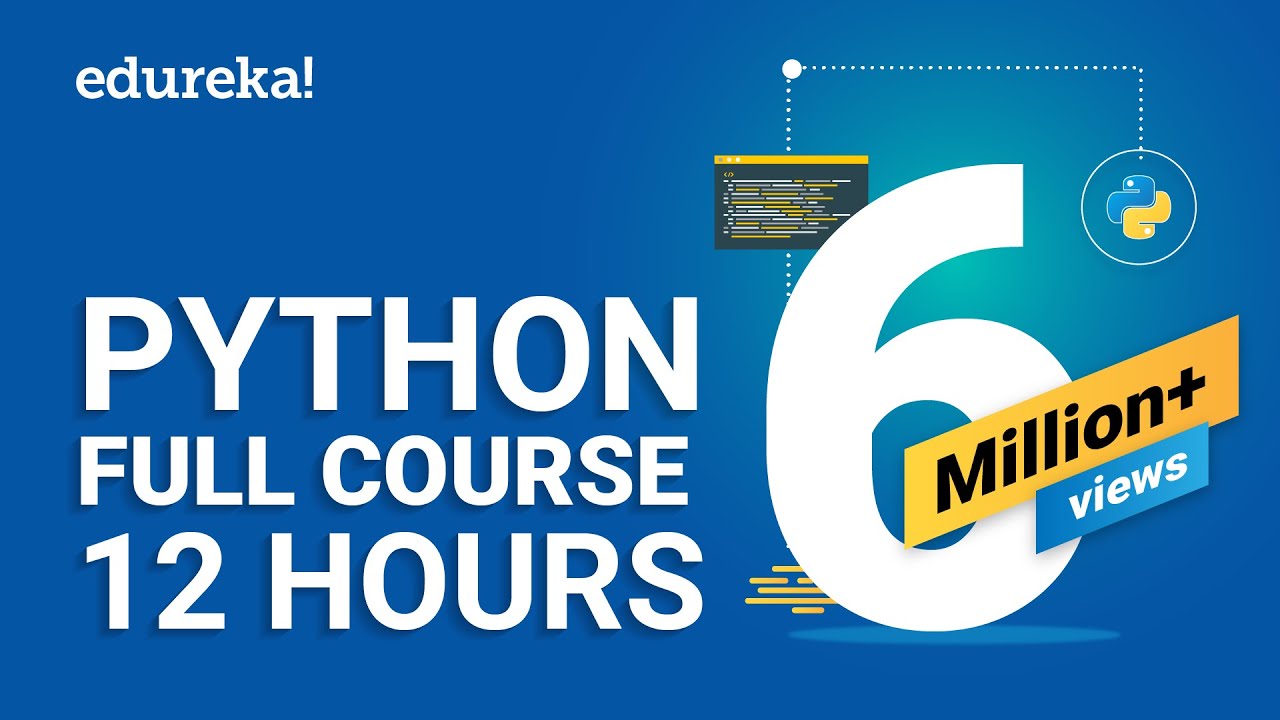 edureka!
PYTHON
FULL COURSE
12 HOURS
6
Million+
views
</>